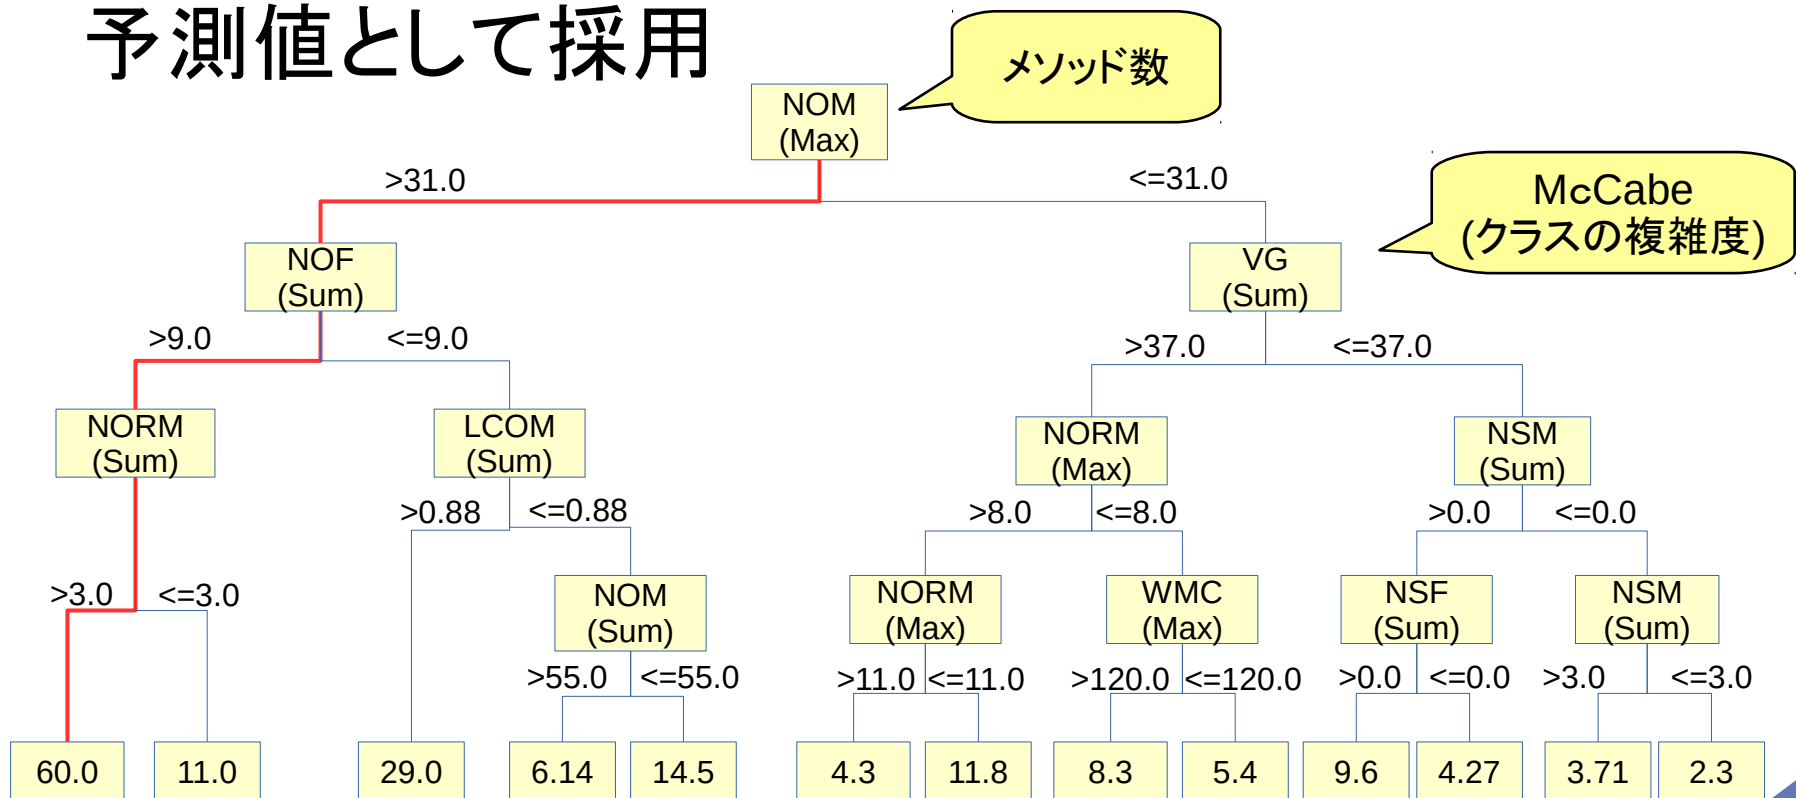 予測値として採用
メソッド数
NOM
(Max)
>31.0
<=31.0
McCabe
(クラスの複雑度)
NOF
(Sum)
VG
(Sum)
>9.0
<=9.0
>37.0
<=37.0
NORM
(Sum)
LCOM
(Sum)
NORM
(Max)
NSM
(Sum)
>0.88
<=0.88
>8.0
<=8.0
>0.0
<=0.0
>3.0
<=3.0
NOM
(Sum)
NORM
(Max)
WMC
(Max)
NSF
(Sum)
NSM
(Sum)
>55.0
<=55.0
>11.0
<=11.0
>120.0
<=120.0
>0.0
<=0.0
>3.0
<=3.0
60.0
11.0
29.0
6.14
14.5
4.3
11.8
8.3
5.4
9.6
4.27
3.71
2.3